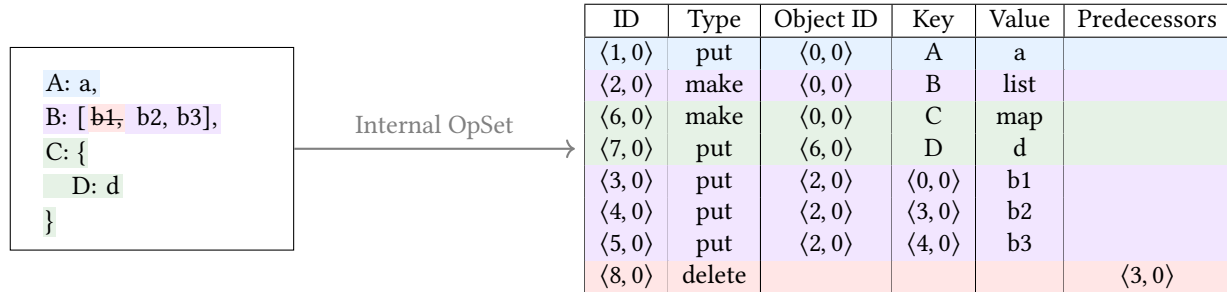 A: a,
B: [ b1, b2, b3],
C: {
D: d
}
Internal OpSet
ID Type Object ID Key Value Predecessors
⟨1, 0⟩ put ⟨0, 0⟩ A a
⟨2, 0⟩ make ⟨0, 0⟩ B list
⟨6, 0⟩ make ⟨0, 0⟩ C map
⟨7, 0⟩ put ⟨6, 0⟩ D d
⟨3, 0⟩ put ⟨2, 0⟩ ⟨0, 0⟩ b1
⟨4, 0⟩ put ⟨2, 0⟩ ⟨3, 0⟩ b2
⟨5, 0⟩ put ⟨2, 0⟩ ⟨4, 0⟩ b3
⟨8, 0⟩ delete ⟨3, 0⟩